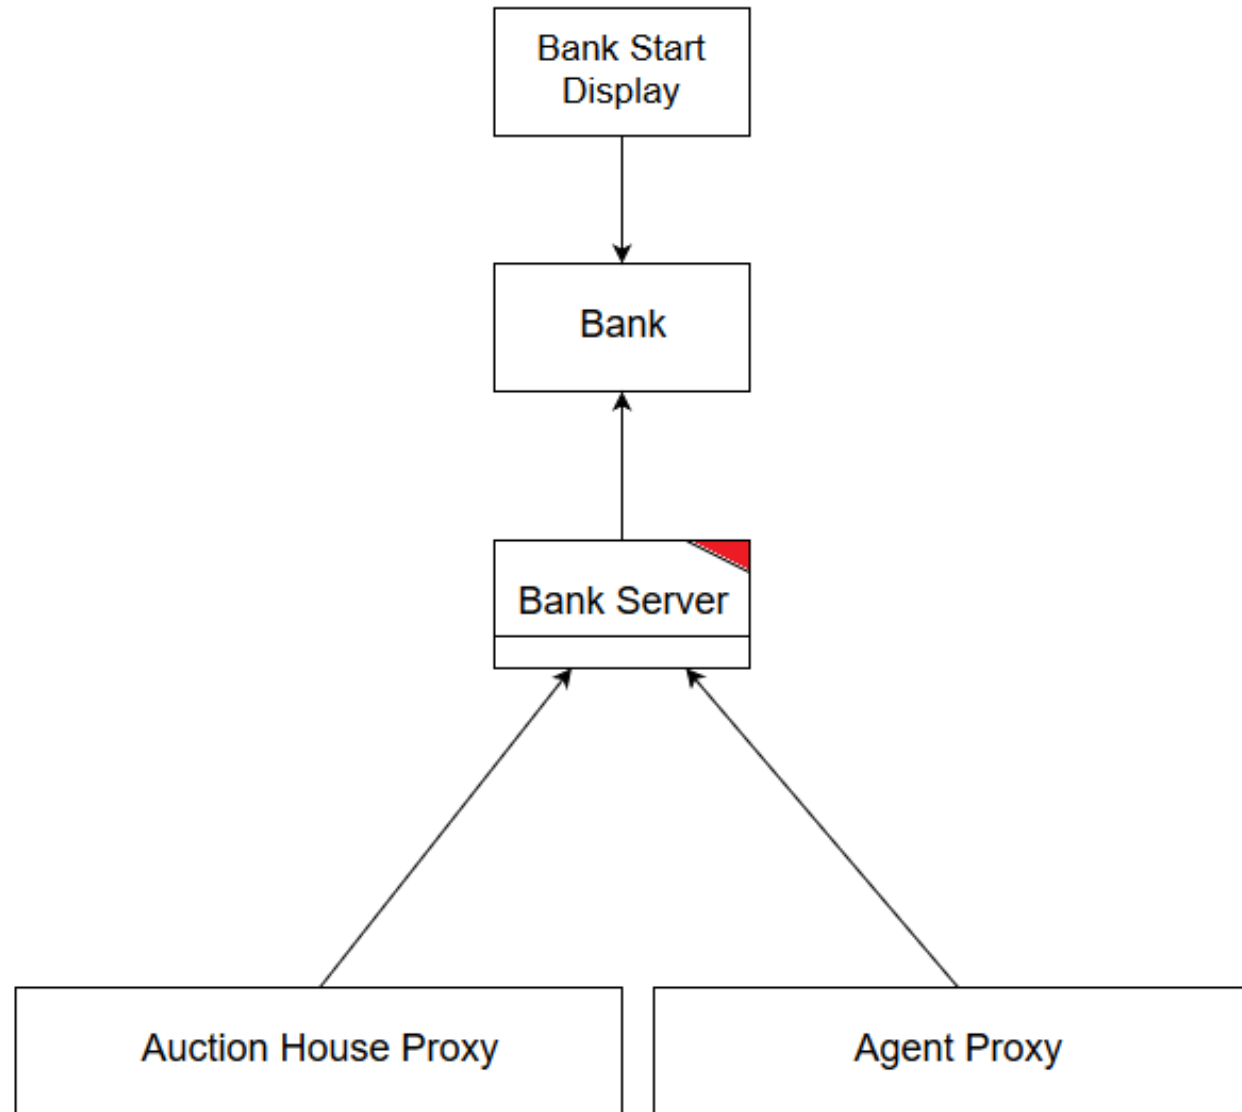 Bank Start
Display
Bank
Bank Server
Auction House Proxy
Agent Proxy